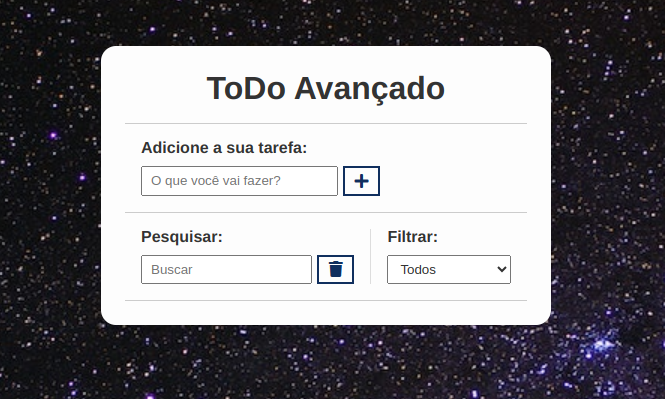 ToDo Avançado
Adicione a sua tarefa:
O que você vai fazer?
Pesquisar:
Buscar
Filtrar:
Todos